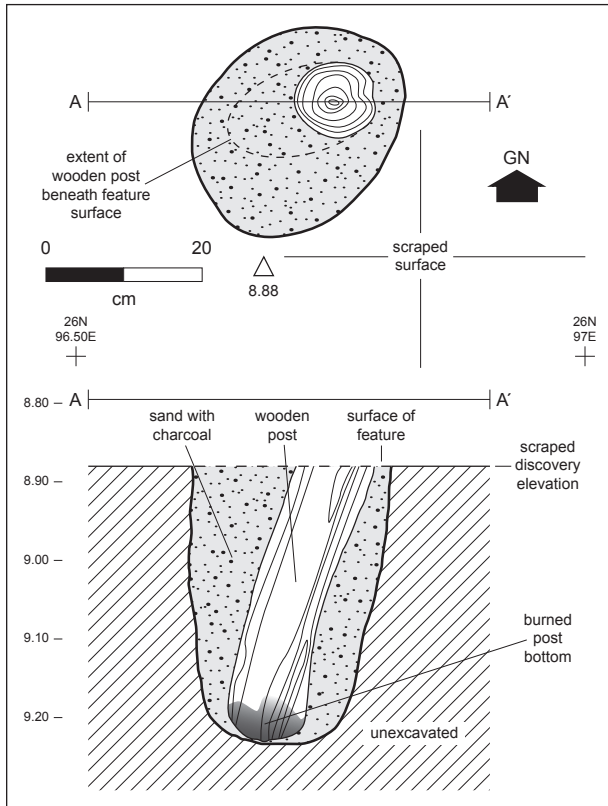 A
A′
extent of
wooden post
beneath feature
surface
GN
0
20
cm
8.88
scraped
surface
26N
96.50E
26N
97E
8.80
A
A′
sand with
charcoal
wooden
post
surface of
feature
scraped
discovery
elevation
8.90
9.00
9.10
burned
post
bottom
9.20
unexcavated